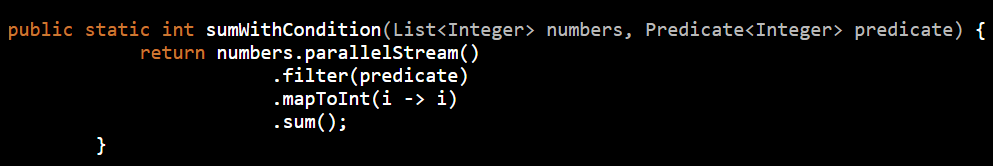 public static int sumWithCondition(List<Integer> numbers, Predicate<Integer> predicate) {
return numbers.parallelStream()
.filter(predicate)
.mapToInt(i -> i)
.sum();
}